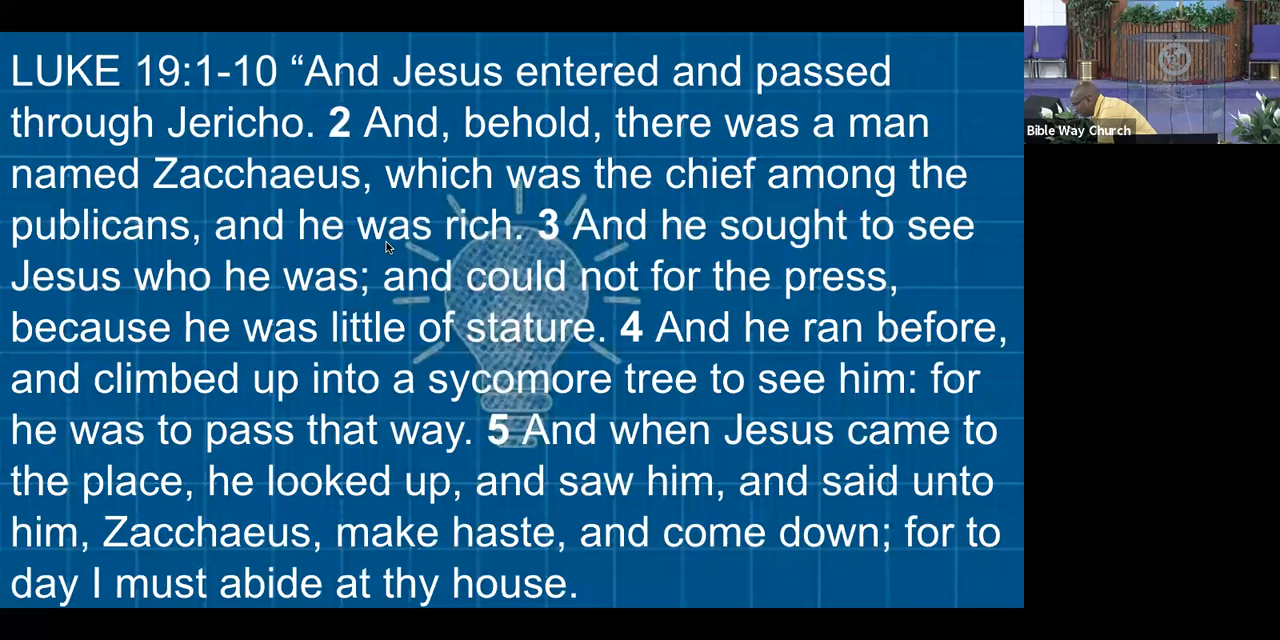 LUKE 19:1-10 “And Jesus entered and passed
through Jericho. 2 And, behold, there was a man
named Zacchaeus, which was the chief among the
publicans, and he was rich. 3 And he sought to see
Jesus who he was; and could not for the press,
because he was little of stature. 4 And he ran before,
and climbed up into a sycomore tree to see him: for
he was to pass that way. 5 And when Jesus came to
the place, he looked up, and saw him, and said unto
him, Zacchaeus, make haste, and come down; for to
day I must abide at thy house.
Bible Way Church